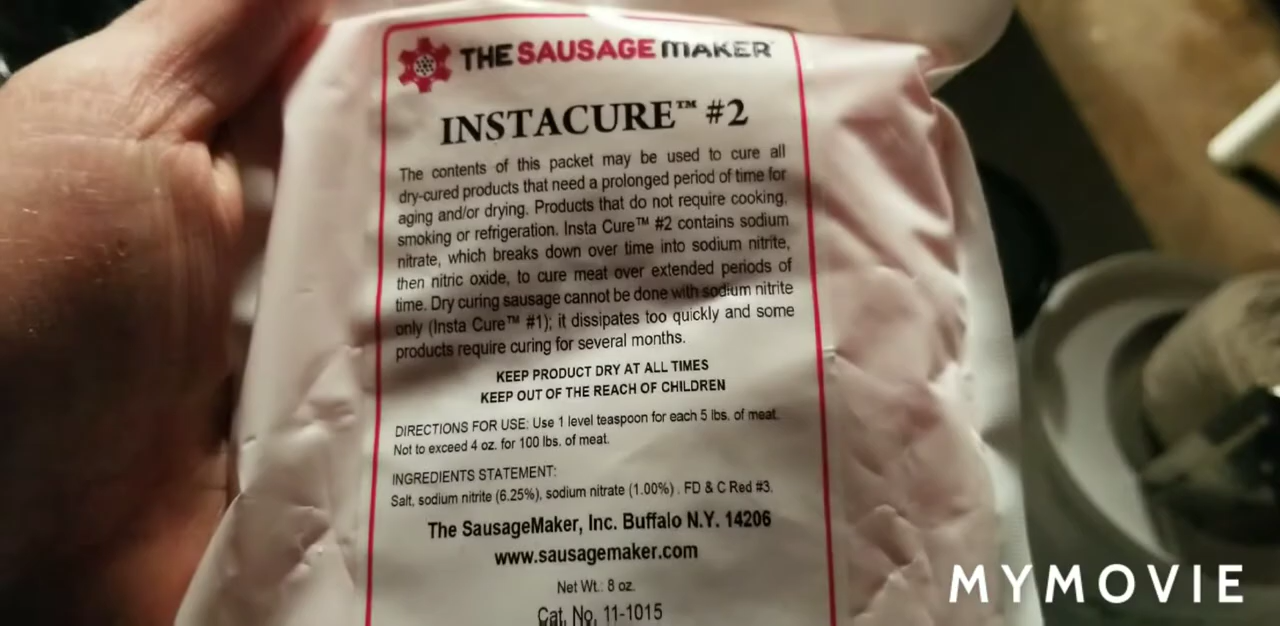 THE SAUSAGE MAKER
INSTACURE™ #2
The contents of this packet may be used to cure all
dry-cured products that need a prolonged period of time for
aging and/or drying. Products that do not require cooking,
smoking or refrigeration. Insta Cure™ #2 contains sodium
nitrate, which breaks down over time into sodium nitrite,
then nitric oxide, to cure meat over extended periods of
time. Dry curing sausage cannot be done with sodium nitrite
only (Insta Cure™ #1); it dissipates too quickly and some
products require curing for several months.
KEEP PRODUCT DRY AT ALL TIMES
KEEP OUT OF THE REACH OF CHILDREN
DIRECTIONS FOR USE: Use 1 level teaspoon for each 5 lbs. of meat.
Not to exceed 4 oz. for 100 lbs. of meat.
INGREDIENTS STATEMENT:
Salt, sodium nitrite (6.25%), sodium nitrate (1.00%) . FD & C Red #3.
The SausageMaker, Inc. Buffalo N.Y. 14206
www.sausagemaker.com
Net Wt.: 8 oz.
Cat. No. 11-1015
MYMOVIE